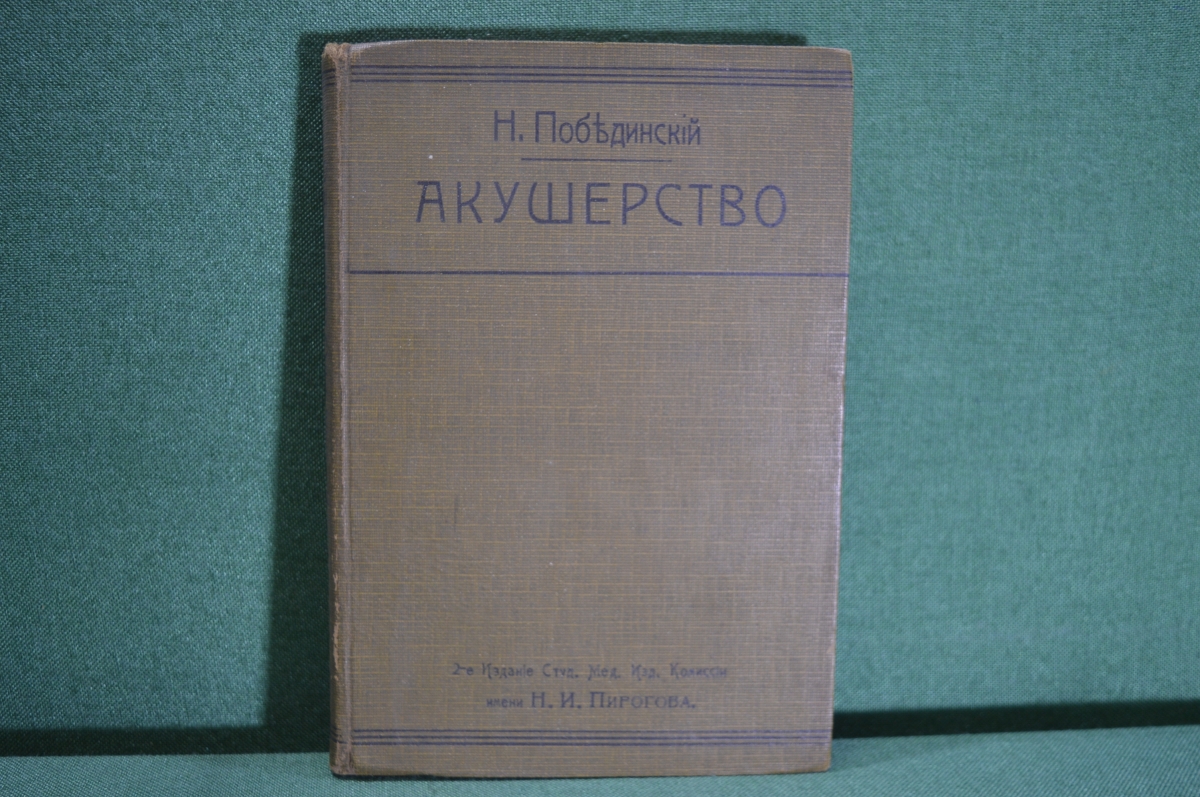 Н. Побѣдинскій
АКУШЕРСТВО
2-е Изданіе Студ. Мед. Изд. Комиссіи
имени Н. И. Пирогова.